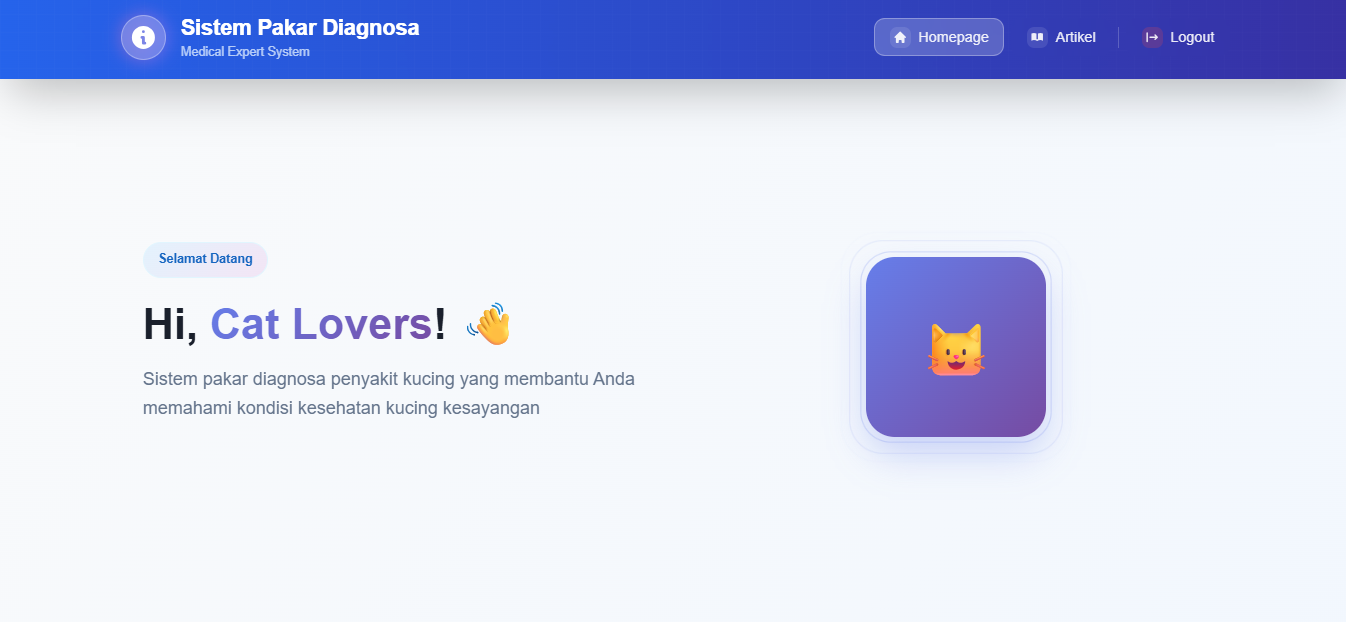 Sistem Pakar Diagnosa
Medical Expert System
Homepage
Artikel
Logout
Selamat Datang
Hi, Cat Lovers! 👋
Sistem pakar diagnosa penyakit kucing yang membantu Anda
memahami kondisi kesehatan kucing kesayangan